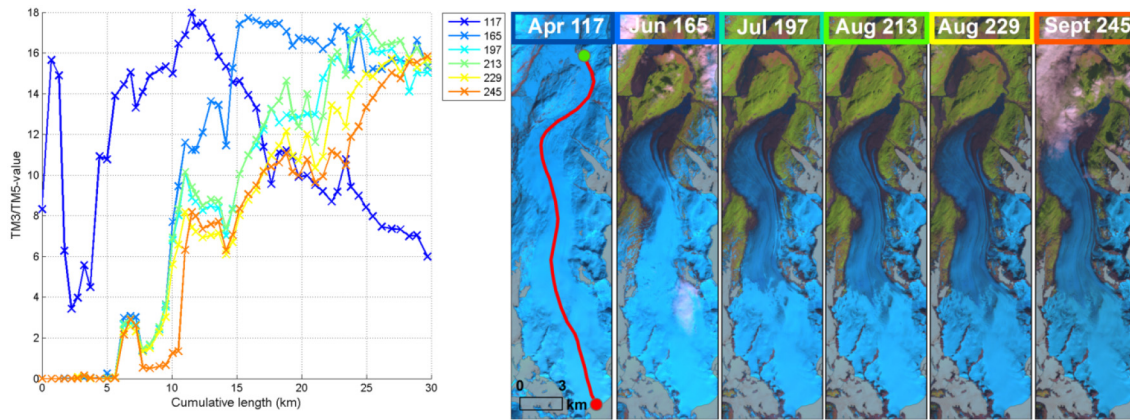 18
16
14
12
10
8
6
4
2
0
TM3/TM5-value
0 5 10 15 20 25 30
Cumulative length (km)
117
165
197
213
229
245
Apr 117
Jun 165
Jul 197
Aug 213
Aug 229
Sept 245
0 3
km